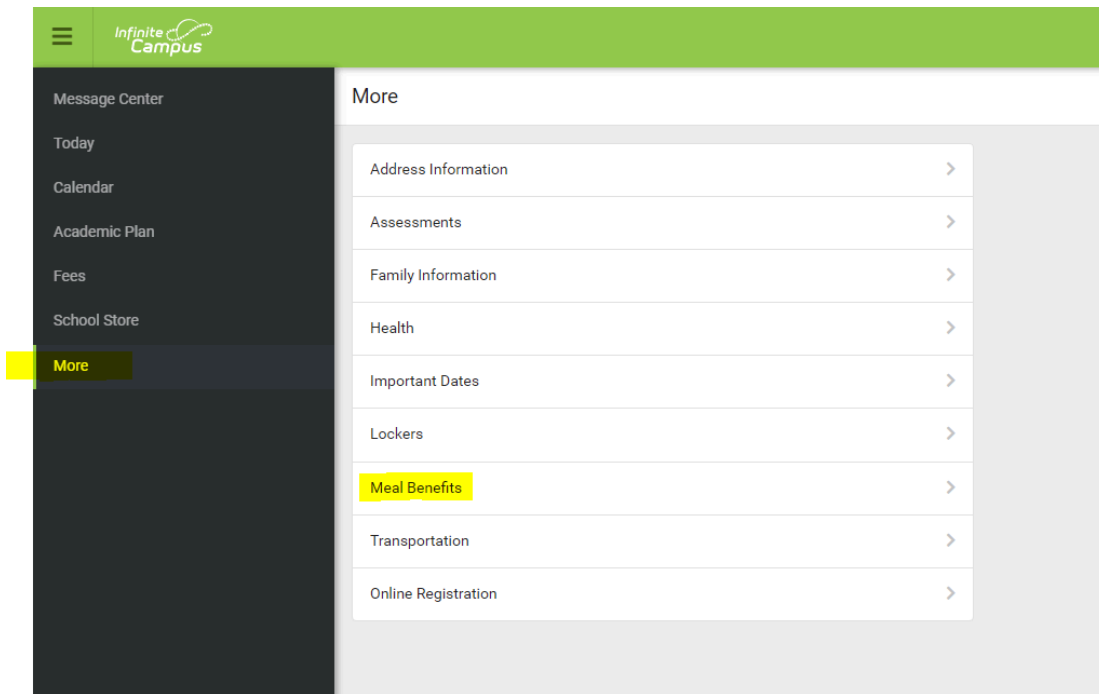 Infinite
Campus
Message Center
Today
Calendar
Academic Plan
Fees
School Store
More
More
Address Information
Assessments
Family Information
Health
Important Dates
Lockers
Meal Benefits
Transportation
Online Registration